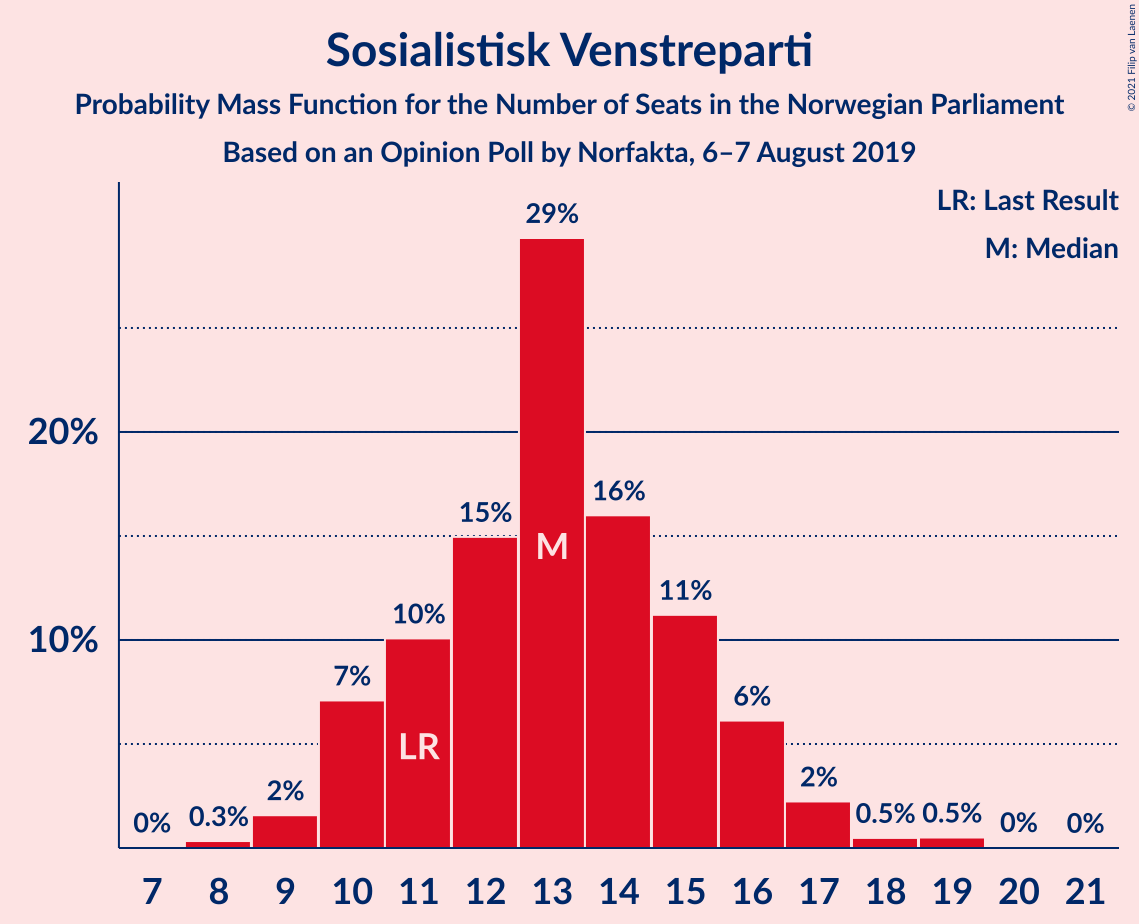 Sosialistisk Venstreparti
Probability Mass Function for the Number of Seats in the Norwegian Parliament
Based on an Opinion Poll by Norfakta, 6–7 August 2019
© 2021 Filip van Laenen
LR: Last Result
M: Median
20%
10%
0%
0.3%
2%
7%
10%
15%
29%
16%
11%
6%
2%
0.5%
0.5%
0%
0%
LR
M
7 8 9 10 11 12 13 14 15 16 17 18 19 20 21